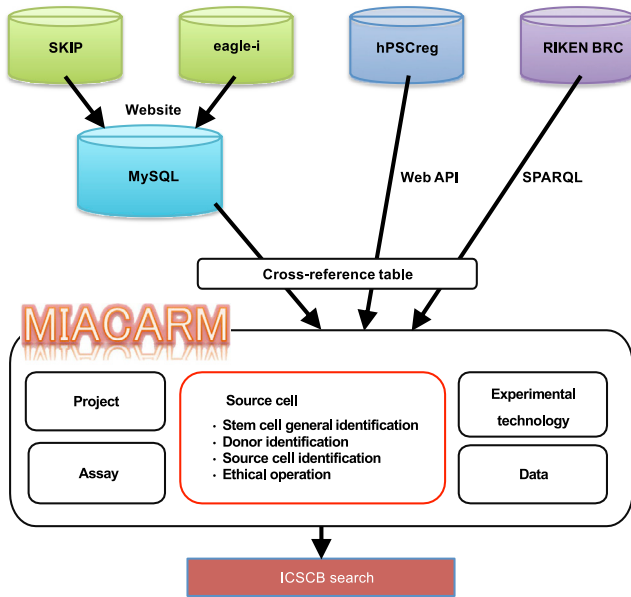 SKIP
eagle-i
hPSCreg
RIKEN BRC
Website
MySQL
Web API
SPARQL
Cross-reference table
MIACARM
Project
Assay
Source cell
· Stem cell general identification
· Donor identification
· Source cell identification
· Ethical operation
Experimental
technology
Data
ICSCB search